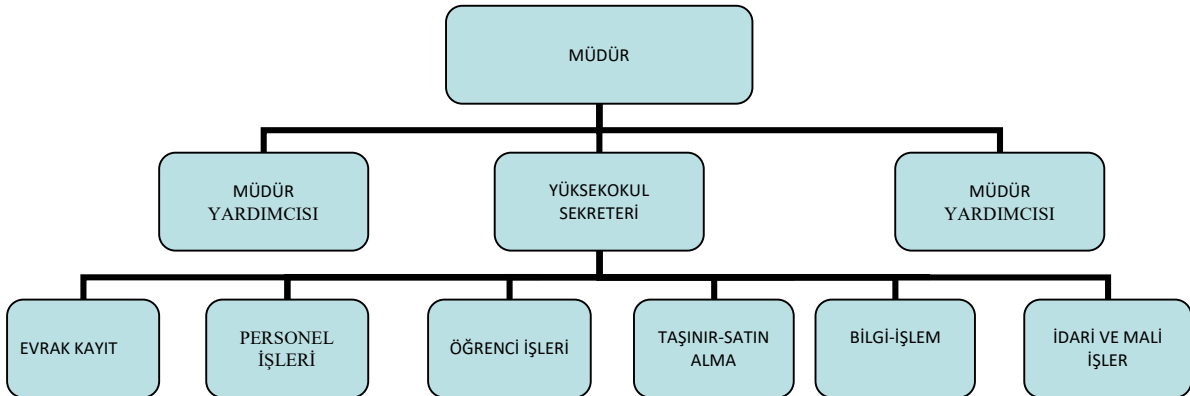 MÜDÜR
MÜDÜR
YARDIMCISI
YÜKSEKOKUL
SEKRETERİ
MÜDÜR
YARDIMCISI
EVRAK KAYIT
PERSONEL
İŞLERİ
ÖĞRENCİ İŞLERİ
TAŞINIR-SATIN
ALMA
BİLGİ-İŞLEM
İDARİ VE MALİ
İŞLER